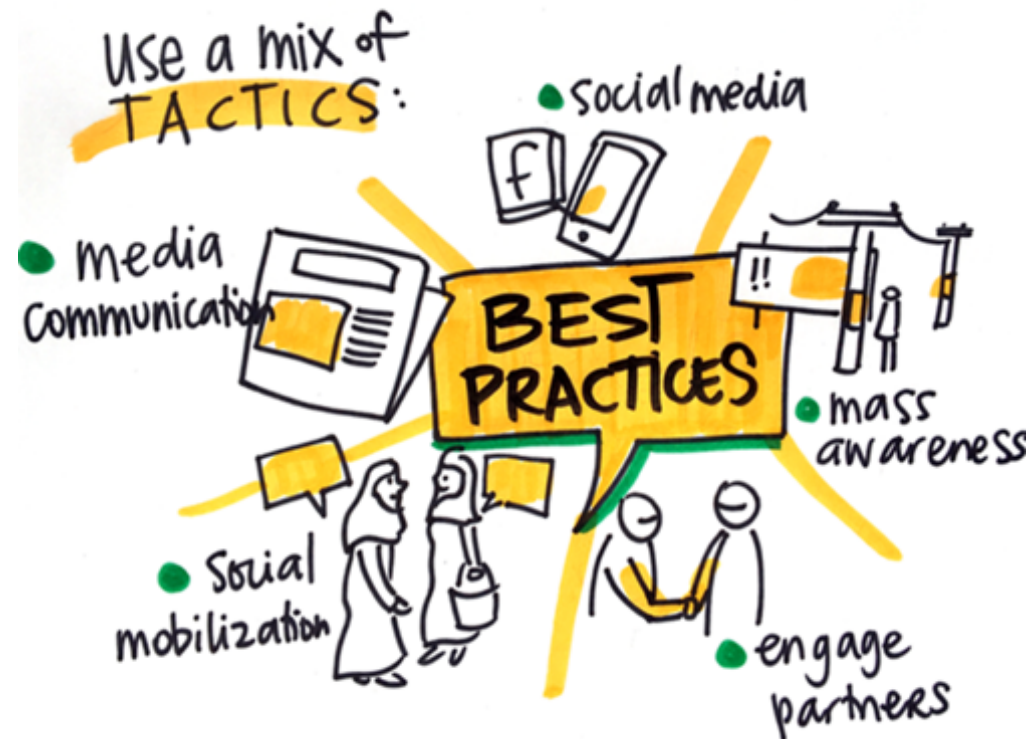 Use a mix of
TACTICS:
social media
f
media
communication
BEST
PRACTICES
!!
mass
awareness
social
mobilization
engage
partners